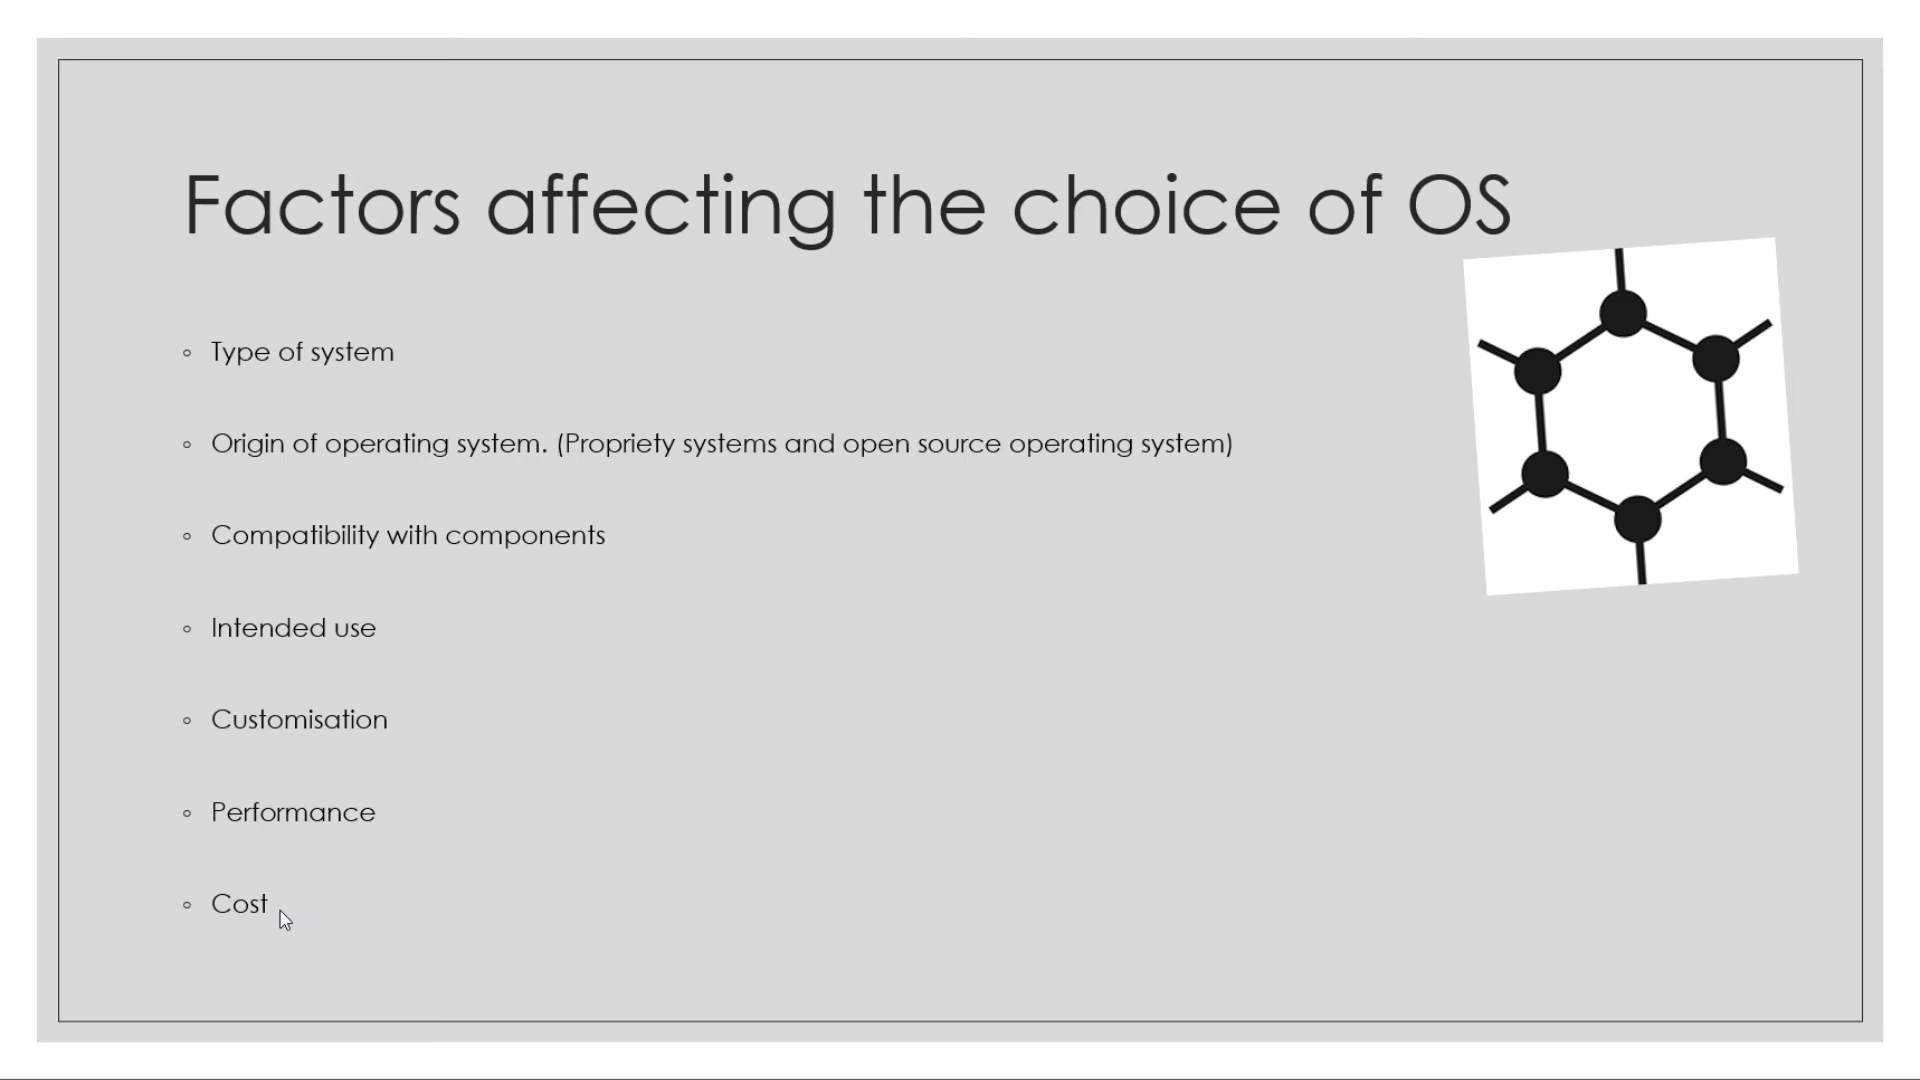 Factors affecting the choice of OS
◦ Type of system
◦ Origin of operating system. (Propriety systems and open source operating system)
◦ Compatibility with components
◦ Intended use
◦ Customisation
◦ Performance
◦ Cost